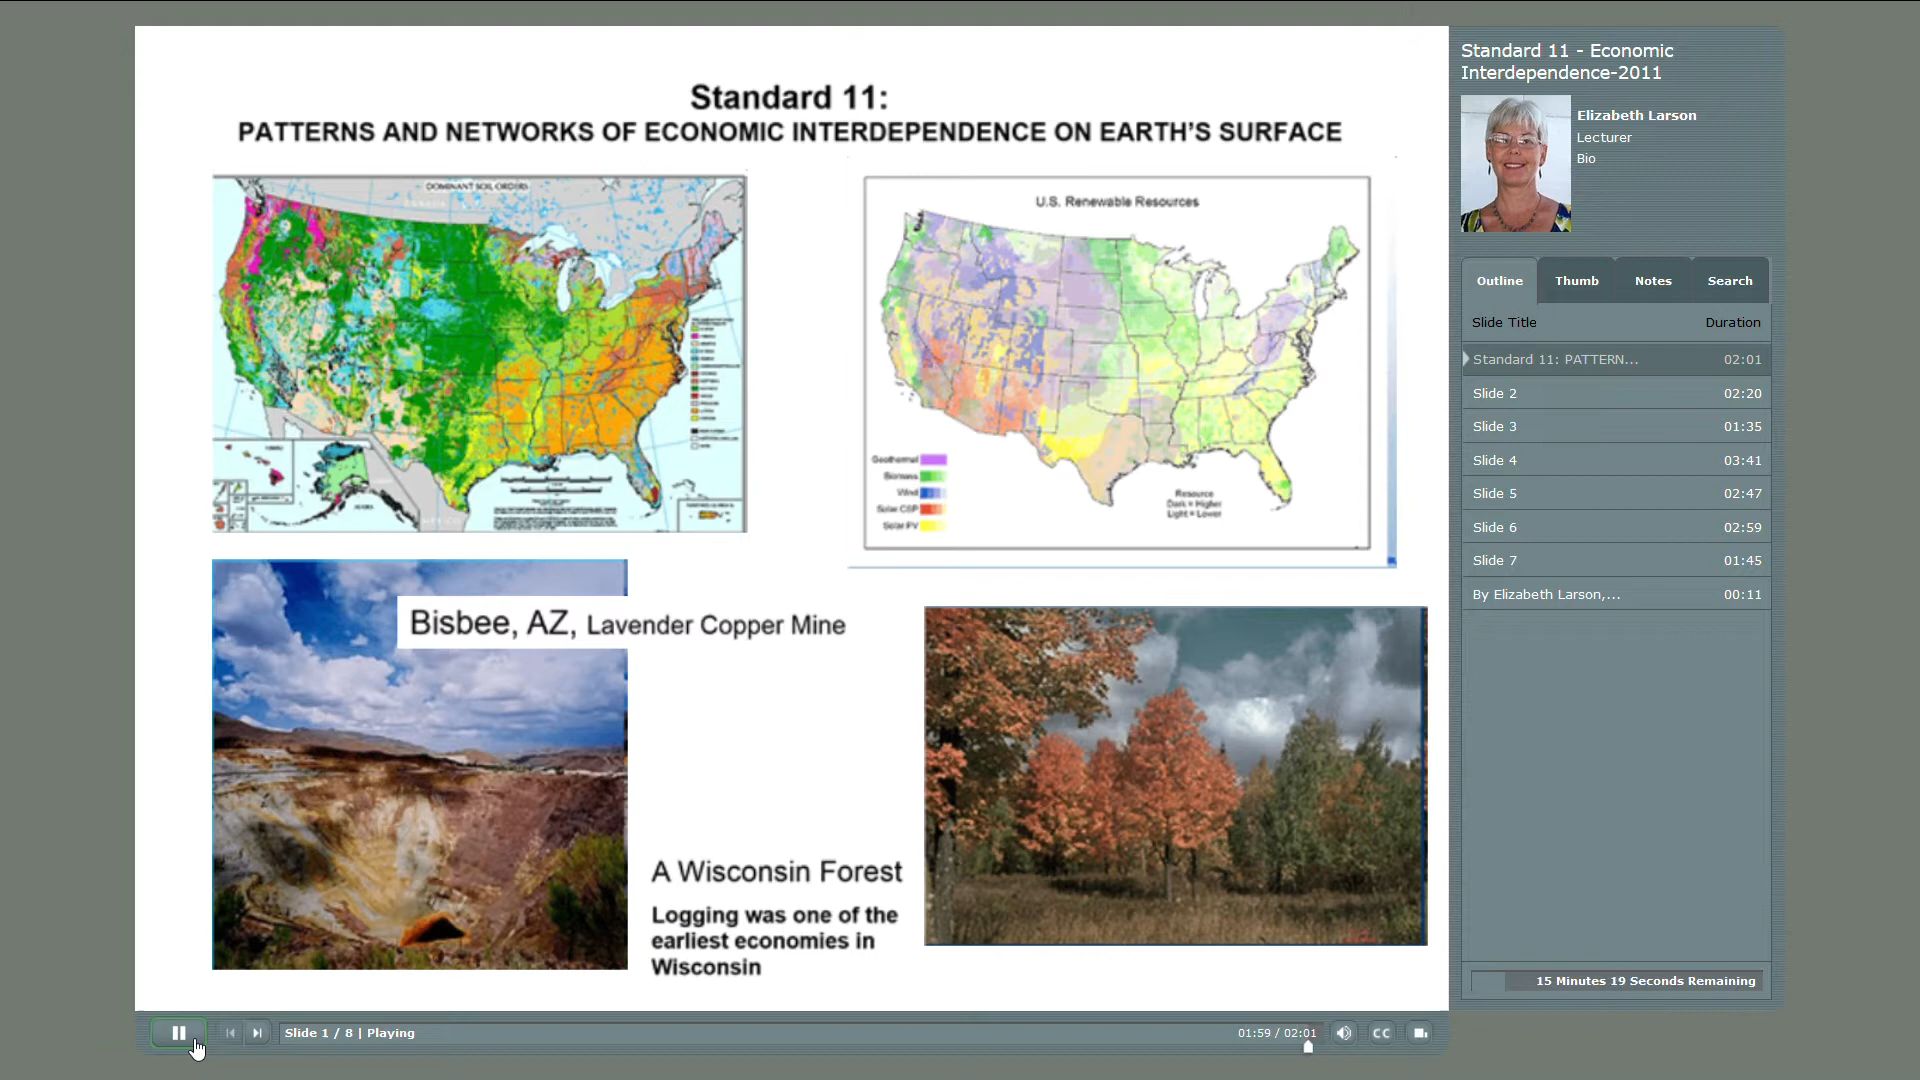 Standard 11:
PATTERNS AND NETWORKS OF ECONOMIC INTERDEPENDENCE ON EARTH'S SURFACE
DOMINANT SOIL ORDERS
U.S. Renewable Resources
Geothermal
Biomass
Wind
Solar CSP
Solar PV
Resource
Dark = Higher
Light = Lower
Bisbee, AZ, Lavender Copper Mine
A Wisconsin Forest
Logging was one of the
earliest economies in
Wisconsin
Standard 11 - Economic
Interdependence-2011
Elizabeth Larson
Lecturer
Bio
Outline Thumb Notes Search
Slide Title Duration
Standard 11: PATTERN... 02:01
Slide 2 02:20
Slide 3 01:35
Slide 4 03:41
Slide 5 02:47
Slide 6 02:59
Slide 7 01:45
By Elizabeth Larson,... 00:11
15 Minutes 19 Seconds Remaining
Slide 1 / 8 | Playing 01:59 / 02:01 CC